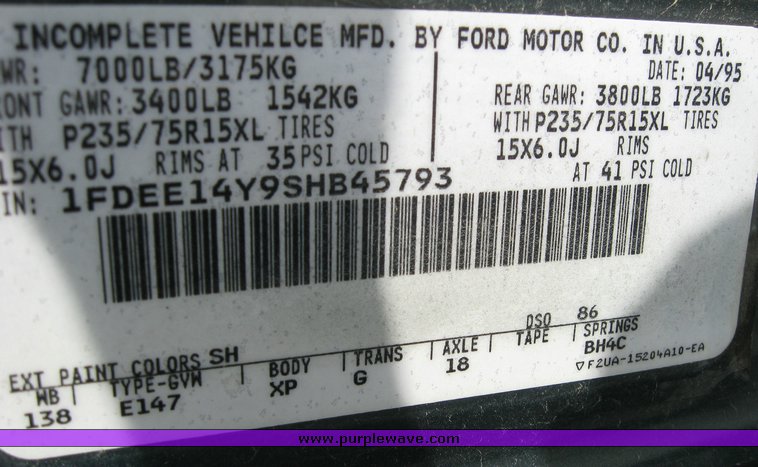 INCOMPLETE VEHILCE MFD. BY FORD MOTOR CO. IN U.S.A.
WR: 7000LB/3175KG DATE: 04/95
RONT GAWR: 3400LB 1542KG REAR GAWR: 3800LB 1723KG
ITH P235/75R15XL TIRES WITH P235/75R15XL TIRES
15X6.0J RIMS AT 35 PSI COLD 15X6.0J RIMS
AT 41 PSI COLD
IN: 1FDEE14Y9SHB45793
EXT PAINT COLORS SH DSO 86
WB TYPE-GVW BODY TRANS AXLE TAPE SPRINGS
138 E147 XP G 18 BH4C
F2UA-15204A10-EA
www.purplewave.com